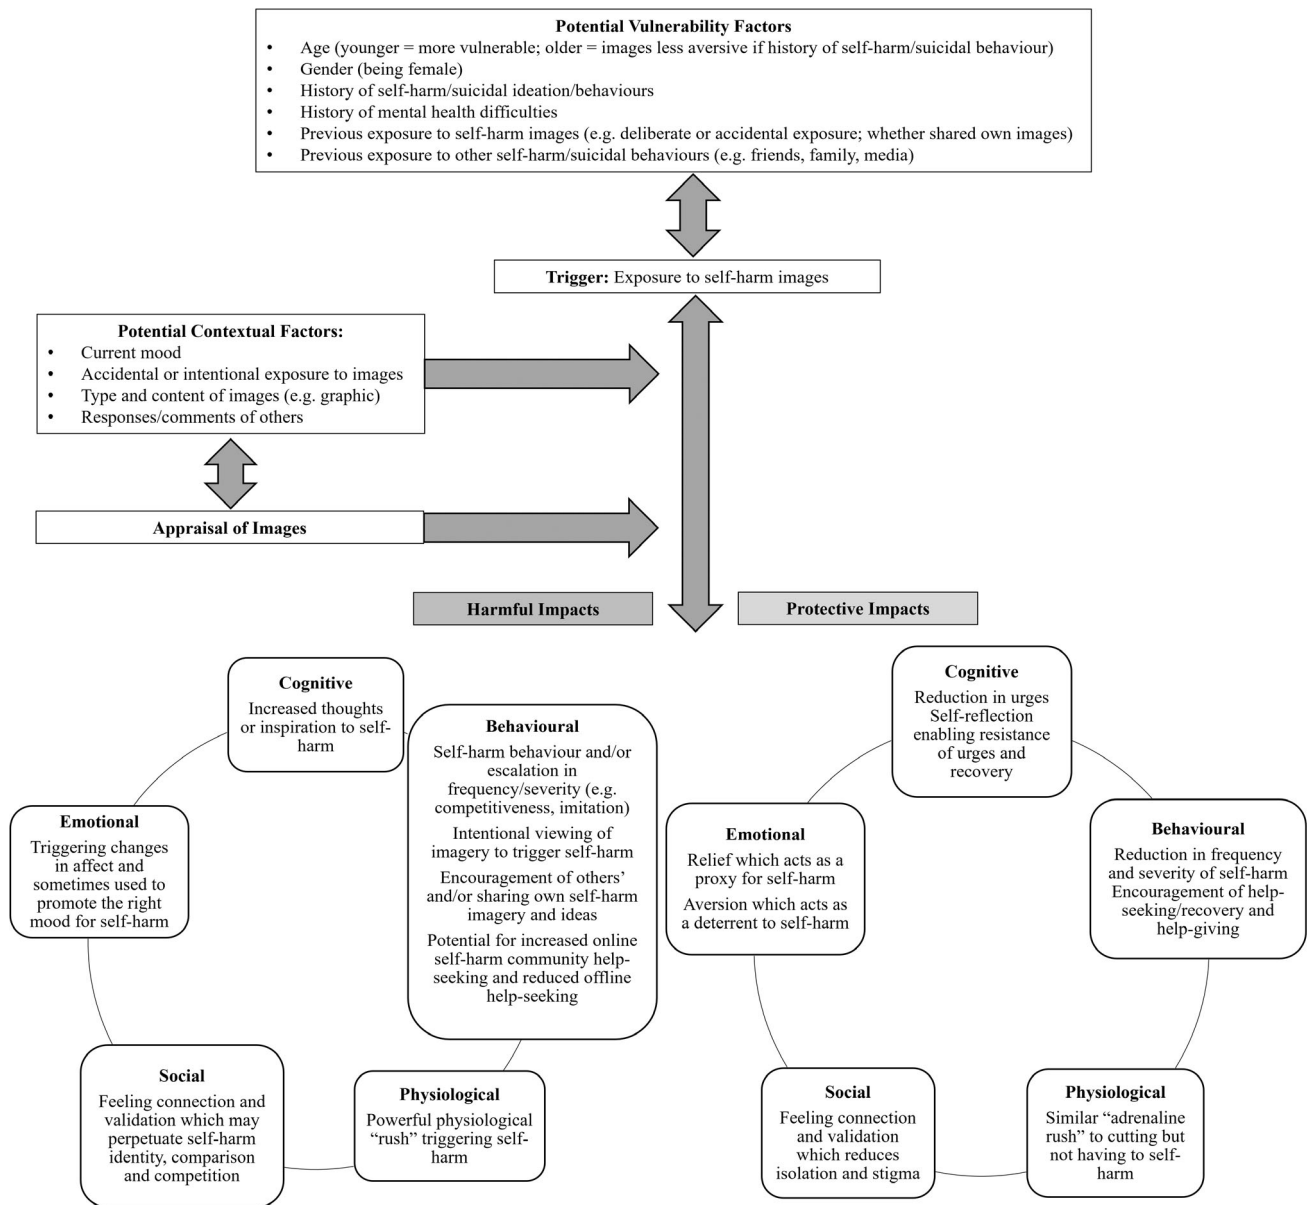 Potential Vulnerability Factors
• Age (younger = more vulnerable; older = images less aversive if history of self-harm/suicidal behaviour)
• Gender (being female)
• History of self-harm/suicidal ideation/behaviours
• History of mental health difficulties
• Previous exposure to self-harm images (e.g. deliberate or accidental exposure; whether shared own images)
• Previous exposure to other self-harm/suicidal behaviours (e.g. friends, family, media)
Trigger: Exposure to self-harm images
Potential Contextual Factors:
• Current mood
• Accidental or intentional exposure to images
• Type and content of images (e.g. graphic)
• Responses/comments of others
Appraisal of Images
Harmful Impacts
Cognitive
Increased thoughts
or inspiration to self-
harm
Behavioural
Self-harm behaviour and/or
escalation in
frequency/severity (e.g.
competitiveness, imitation)
Intentional viewing of
imagery to trigger self-harm
Encouragement of others'
and/or sharing own self-harm
imagery and ideas
Potential for increased online
self-harm community help-
seeking and reduced offline
help-seeking
Emotional
Triggering changes
in affect and
sometimes used to
promote the right
mood for self-harm
Social
Feeling connection and
validation which may
perpetuate self-harm
identity, comparison
and competition
Physiological
Powerful physiological
“rush” triggering self-
harm
Protective Impacts
Cognitive
Reduction in urges
Self-reflection
enabling resistance
of urges and
recovery
Emotional
Relief which acts as a
proxy for self-harm
Aversion which acts as
a deterrent to self-harm
Behavioural
Reduction in frequency
and severity of self-harm
Encouragement of help-
seeking/recovery and
help-giving
Social
Feeling connection
and validation
which reduces
isolation and stigma
Physiological
Similar “adrenaline
rush” to cutting but
not having to self-
harm